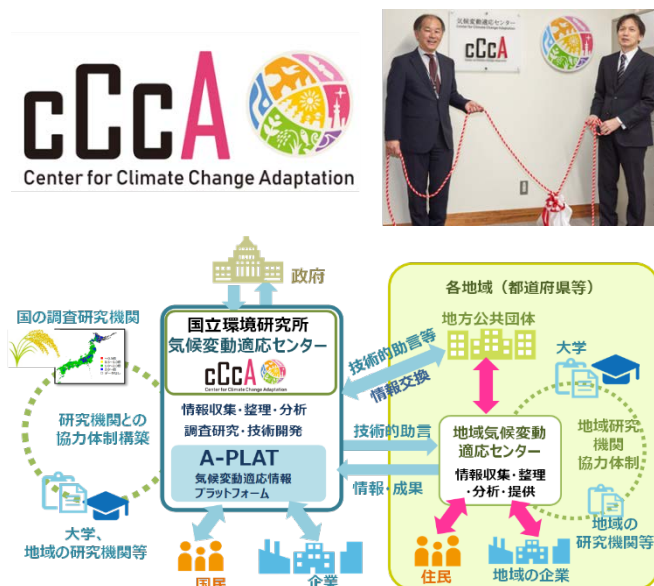 cCcA
Center for Climate Change Adaptation
気候変動適応センター
cCcA
政府
国の調査研究機関
国立環境研究所
気候変動適応センター
cCcA
Center for Climate Change Adaptation
情報収集・整理・分析
調査研究・技術開発
A-PLAT
気候変動適応情報
プラットフォーム
研究機関との
協力体制構築
大学、
地域の研究機関等
国民
企業
技術的助言等
情報交換
技術的助言
情報・成果
各地域（都道府県等）
地方公共団体
大学
地域気候変動
適応センター
情報収集・整理
・分析・提供
地域研究
機関
協力体制
地域の
研究機関等
住民
地域の企業